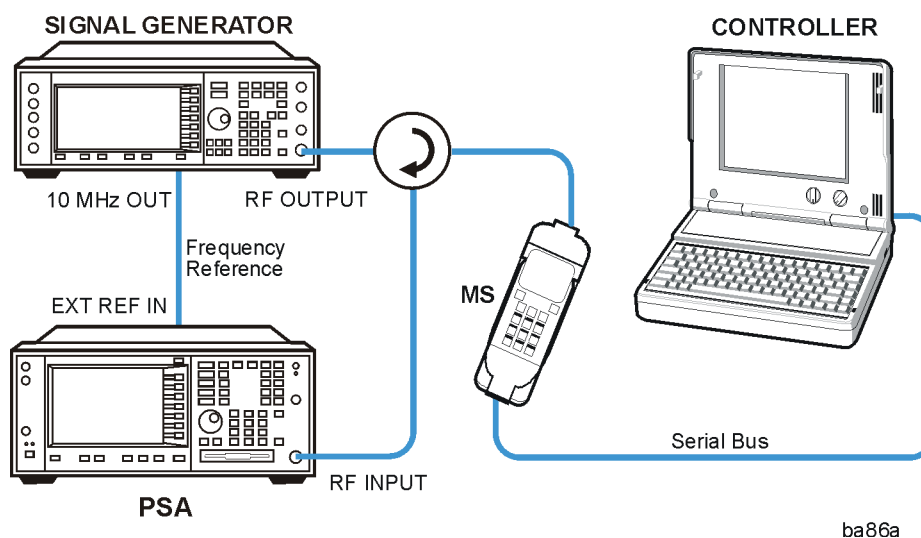 SIGNAL GENERATOR
CONTROLLER
10 MHz OUT
RF OUTPUT
Frequency
Reference
EXT REF IN
MS
Serial Bus
RF INPUT
PSA
ba86a